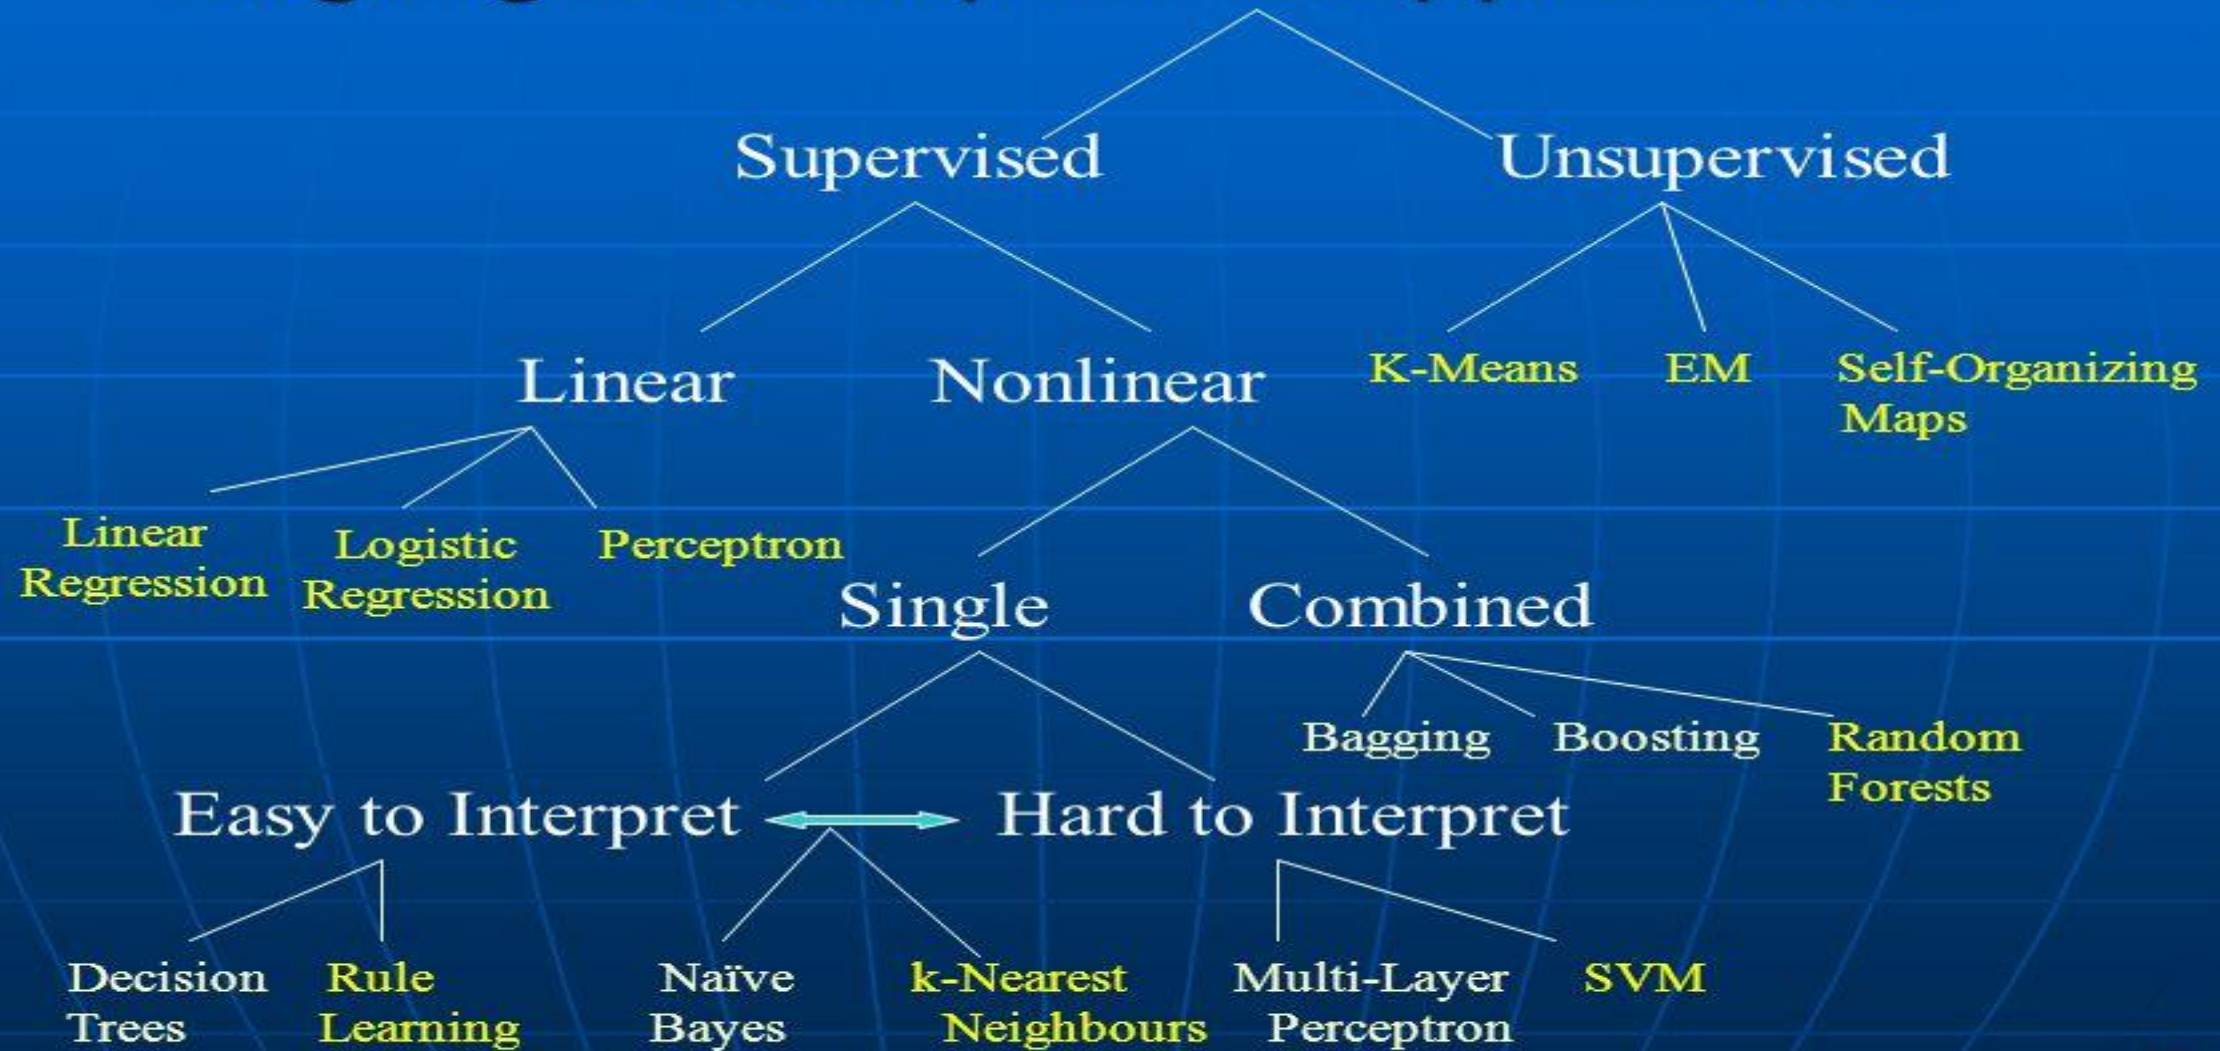 Supervised
Unsupervised
Linear
Nonlinear
K-Means
EM
Self-Organizing
Maps
Linear
Regression
Logistic
Regression
Perceptron
Single
Combined
Bagging
Boosting
Random
Forests
Easy to Interpret
Hard to Interpret
Decision
Trees
Rule
Learning
Naïve
Bayes
k-Nearest
Neighbours
Multi-Layer
Perceptron
SVM